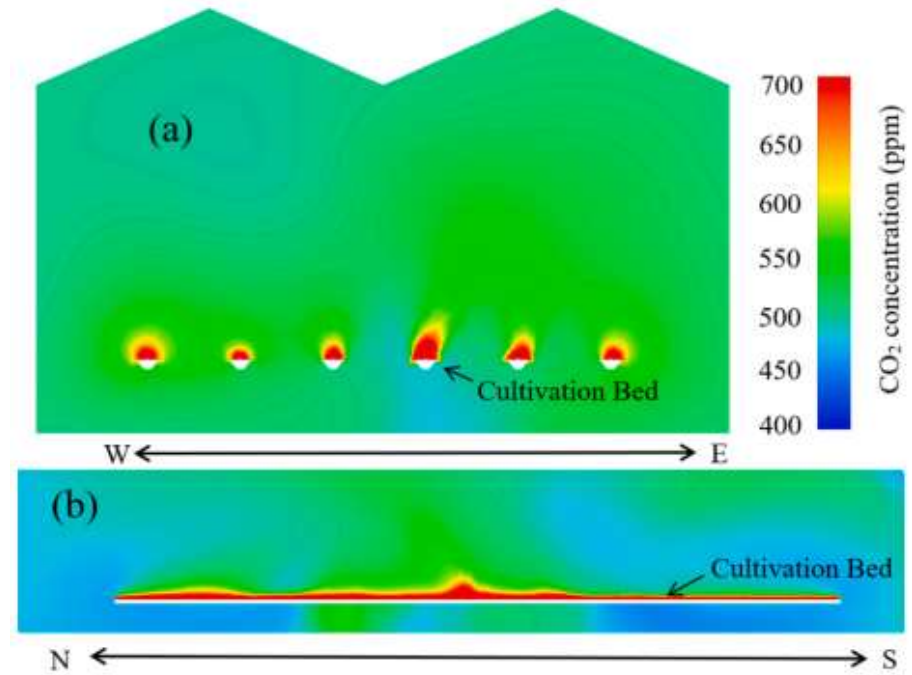 (a)
700
650
600
550
500
450
400
CO₂ concentration (ppm)
Cultivation Bed
W
E
(b)
Cultivation Bed
N
S